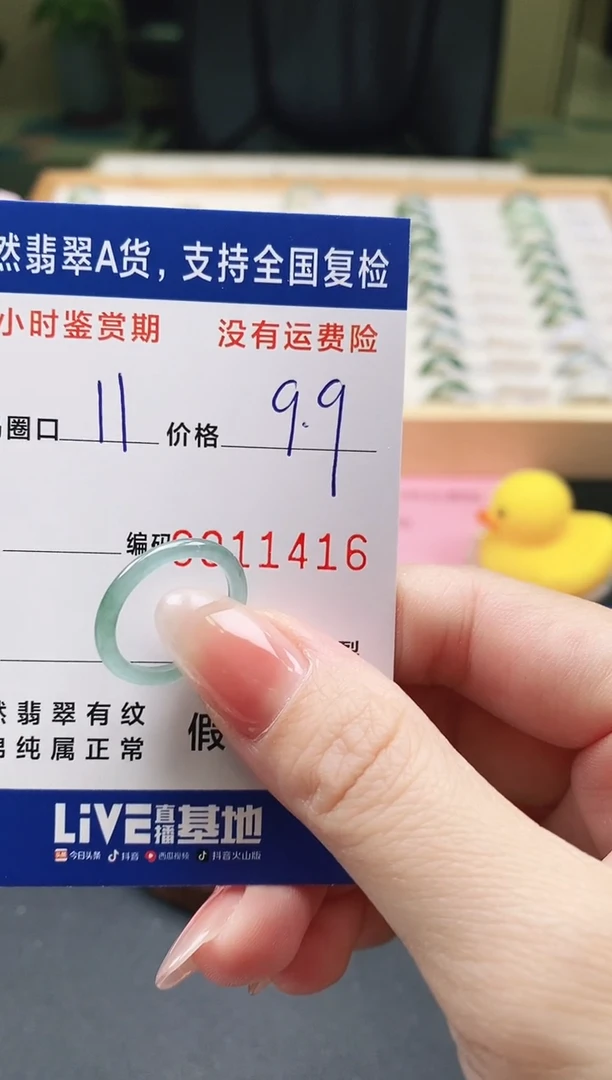 然翡翠A货，支持全国复检
小时鉴赏期 没有运费险
圈口 11 价格 9.9
编码 0011416
型
然翡翠有纹
纯属正常
假
LiVE直播基地
今日头条 抖音 西瓜视频 抖音火山版